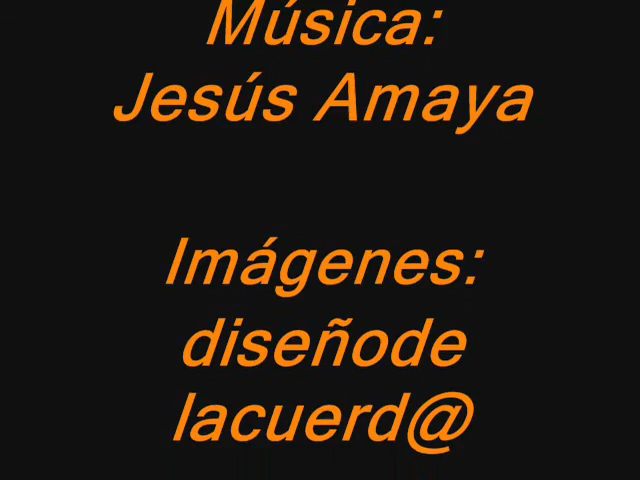 Música:
Jesús Amaya
Imágenes:
diseñode
lacuerd@